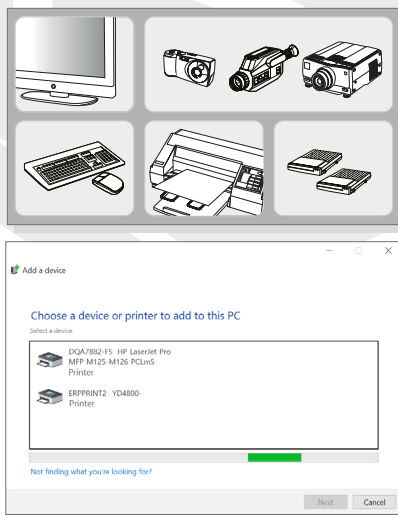 Add a device
Choose a device or printer to add to this PC
Select a device
DQA7882-F5 HP LaserJet Pro
MFP M125-M126 PCLmS
Printer
ERPPRINT2 YD4800-
Printer
Not finding what you're looking for?
Next Cancel